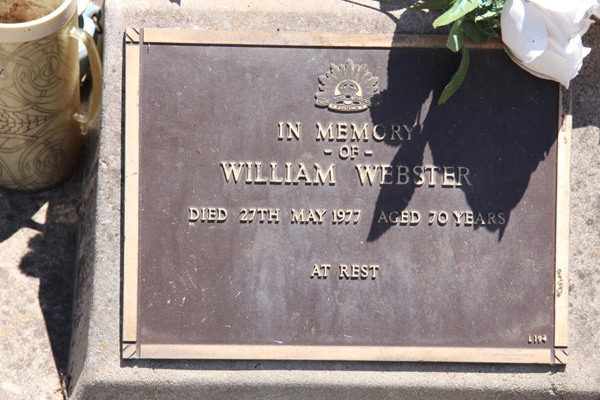 IN MEMORY
- OF -
WILLIAM WEBSTER
DIED 27TH MAY 1977 AGED 70 YEARS
AT REST
L194